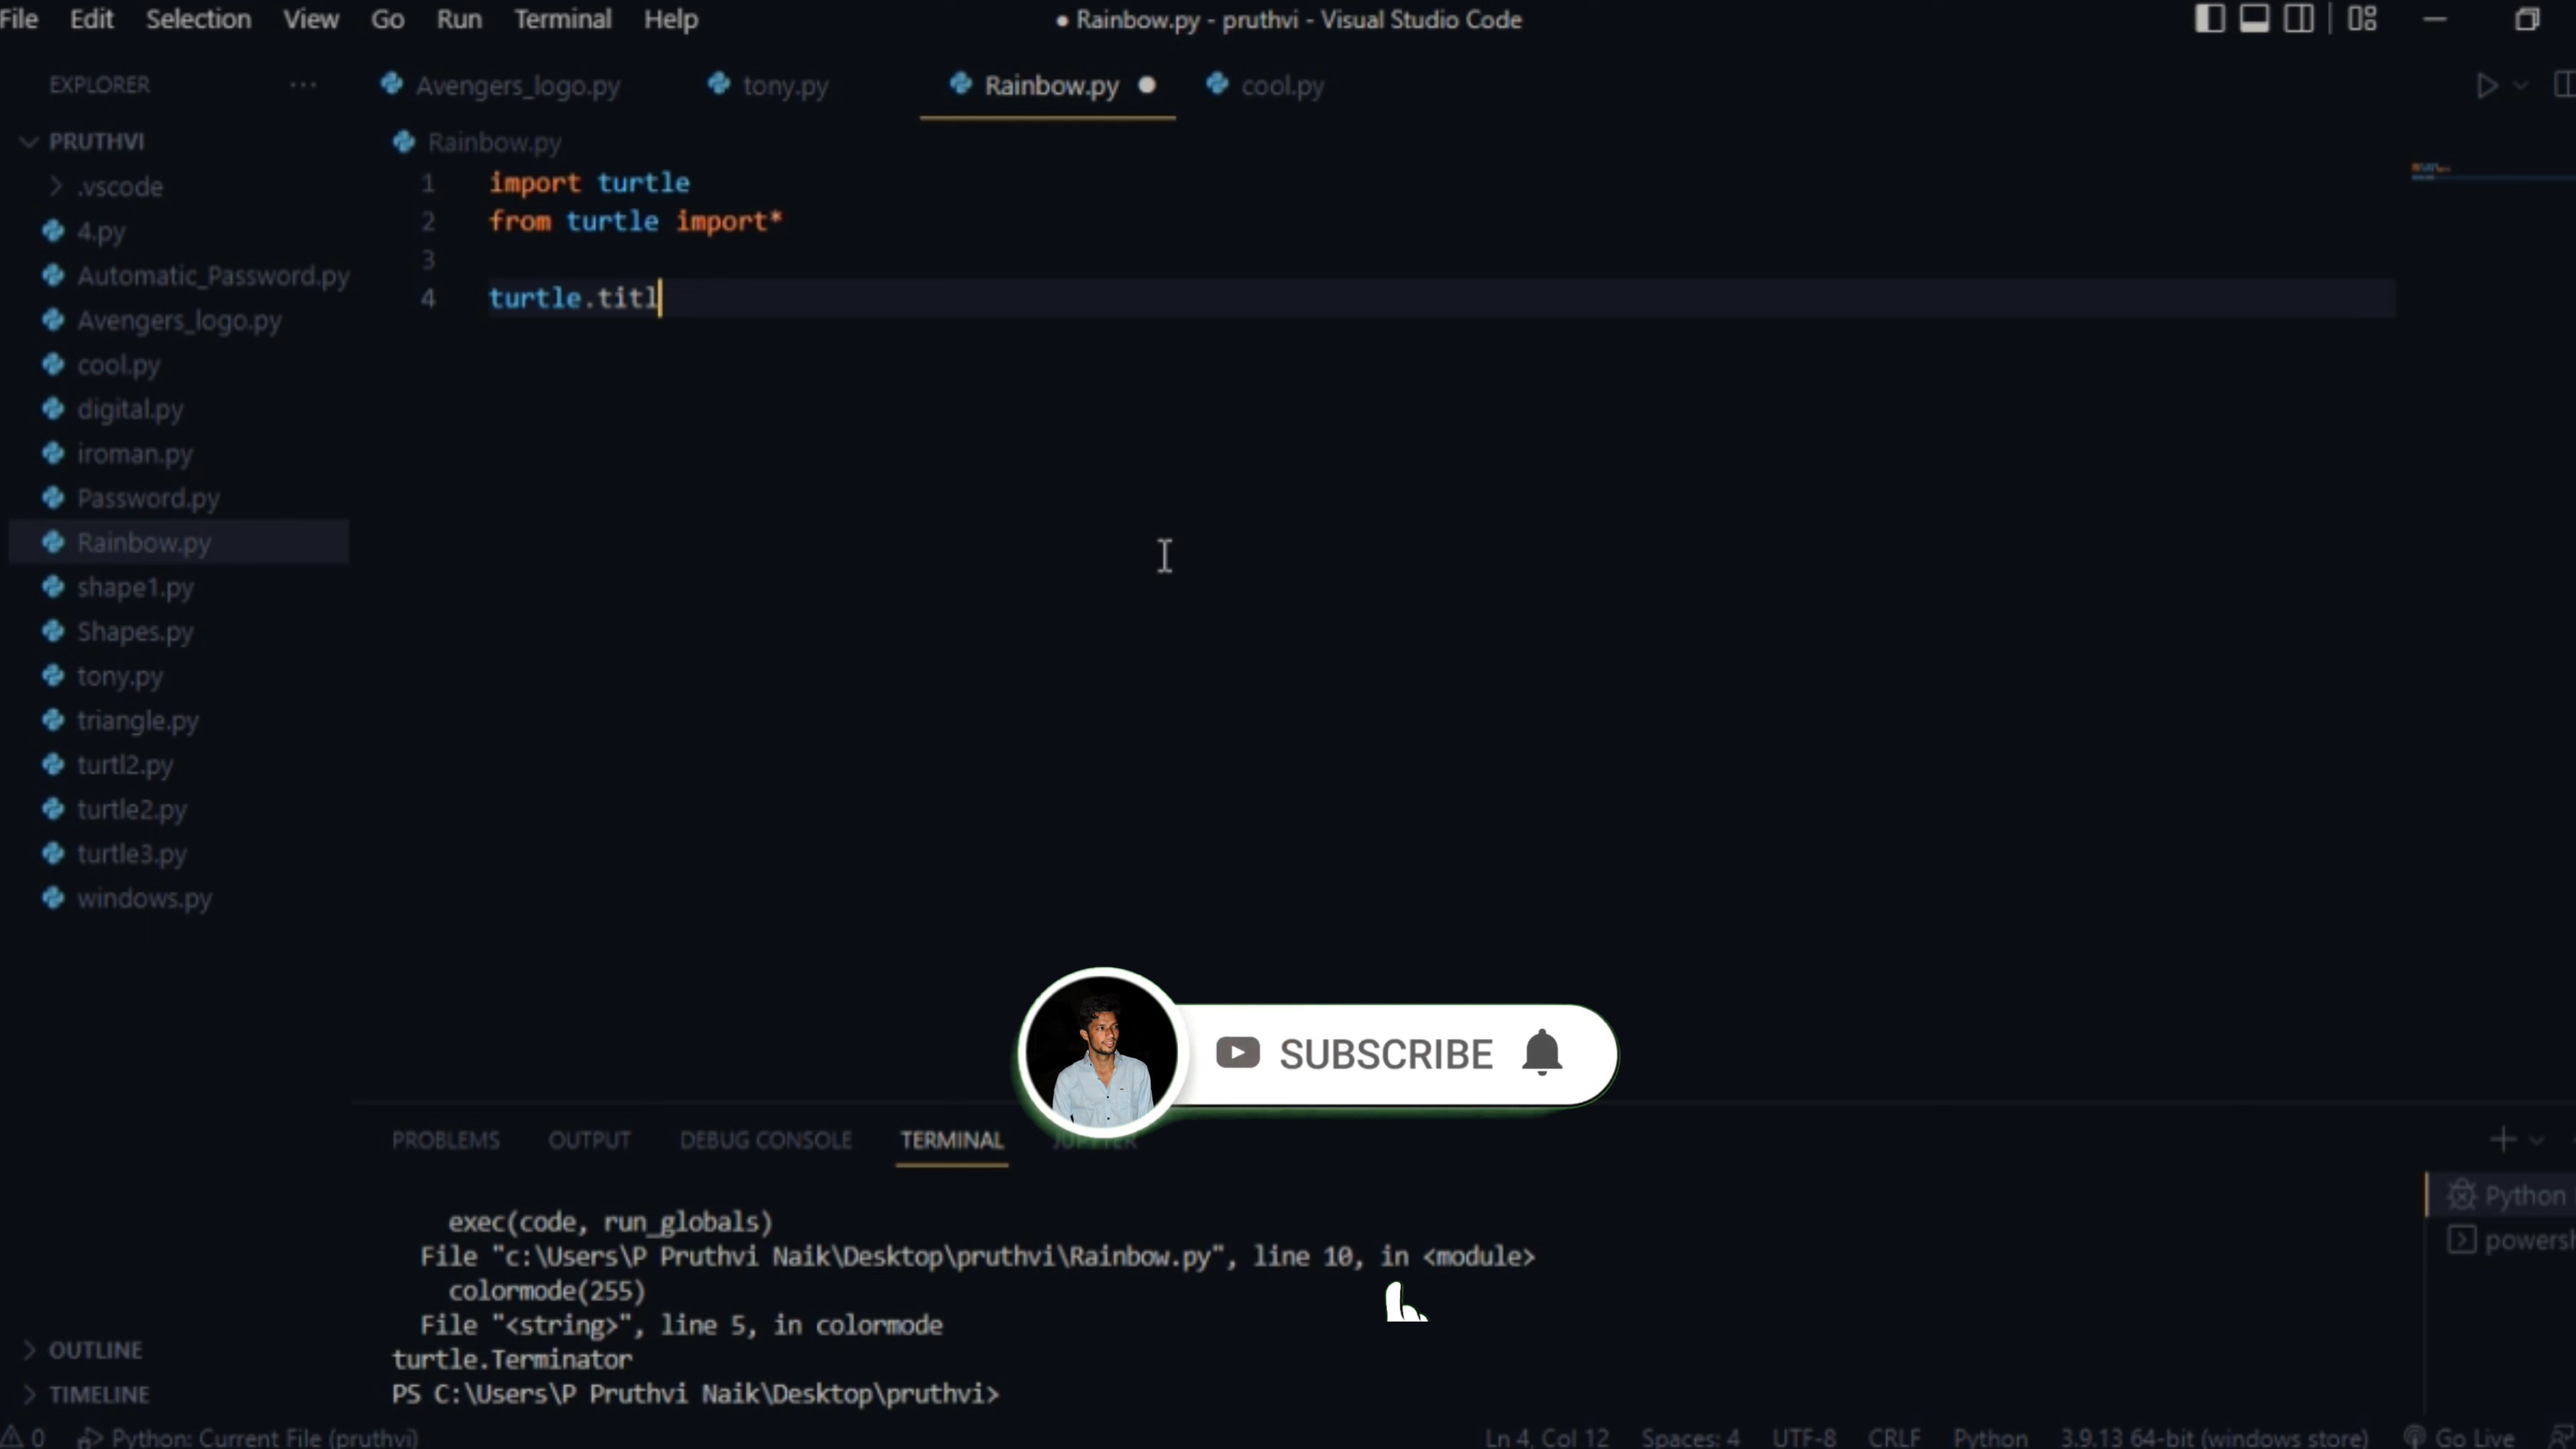 File Edit Selection View Go Run Terminal Help
● Rainbow.py - pruthvi - Visual Studio Code
EXPLORER
Avengers_logo.py
tony.py
Rainbow.py
cool.py
PRUTHVI
.vscode
4.py
Automatic_Password.py
Avengers_logo.py
cool.py
digital.py
iroman.py
Password.py
Rainbow.py
shape1.py
Shapes.py
tony.py
triangle.py
turtl2.py
turtle2.py
turtle3.py
windows.py
OUTLINE
TIMELINE
Rainbow.py
1 import turtle
2 from turtle import*
3
4 turtle.titl
SUBSCRIBE
PROBLEMS OUTPUT DEBUG CONSOLE TERMINAL JUPYTER
exec(code, run_globals)
File "c:\Users\P Pruthvi Naik\Desktop\pruthvi\Rainbow.py", line 10, in <module>
colormode(255)
File "<string>", line 5, in colormode
turtle.Terminator
PS C:\Users\P Pruthvi Naik\Desktop\pruthvi>
Python
powersh
0 Python: Current File (pruthvi)
Ln 4, Col 12 Spaces: 4 UTF-8 CRLF Python 3.9.13 64-bit (windows store) Go Live